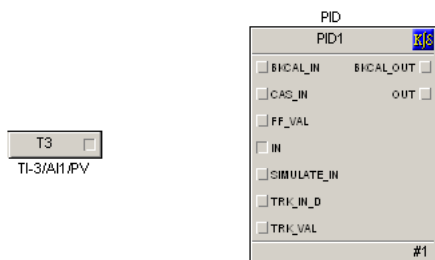 PID
PID1
BKCAL_IN BKCAL_OUT
CAS_IN OUT
FF_VAL
IN
SIMULATE_IN
TRK_IN_D
TRK_VAL
#1
T3
TI-3/AI1/PV